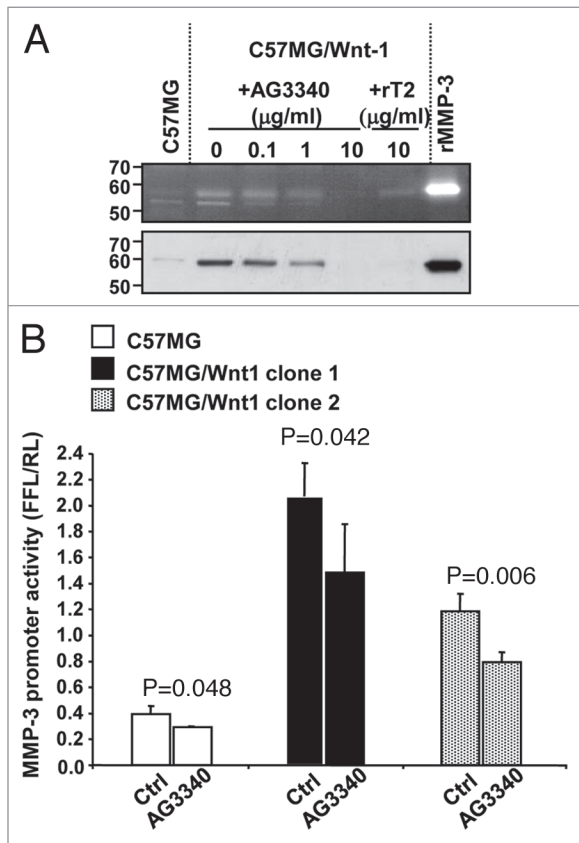 A
C57MG/Wnt-1
C57MG
+AG3340
(µg/ml)
+rT2
(µg/ml)
rMMP-3
0 0.1 1 10 10
70
60
50
70
60
50
B
C57MG
C57MG/Wnt1 clone 1
C57MG/Wnt1 clone 2
MMP-3 promoter activity (FFL/RL)
2.4
2.2
2.0
1.8
1.6
1.4
1.2
1.0
0.8
0.6
0.4
0.2
0.0
P=0.048
P=0.042
P=0.006
Ctrl AG3340 Ctrl AG3340 Ctrl AG3340